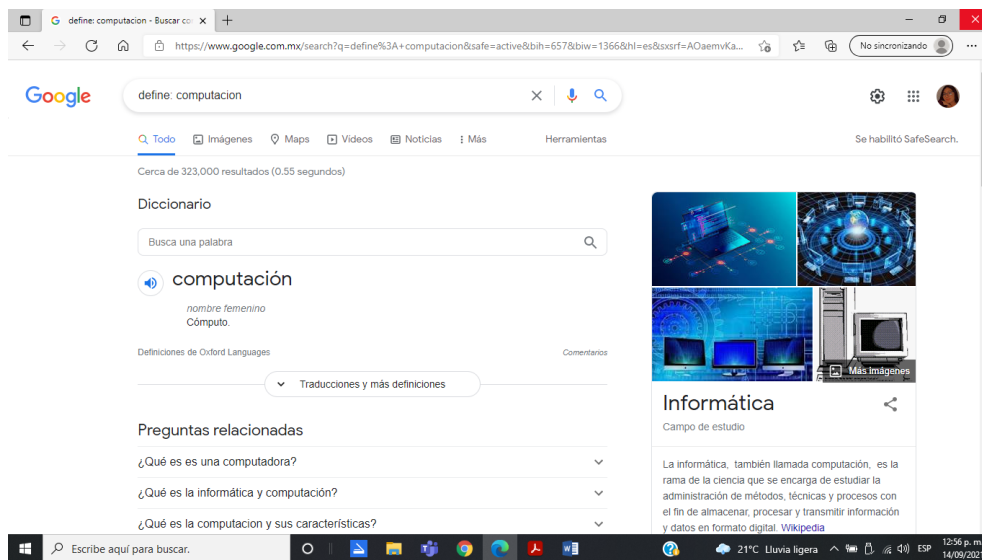 define: computacion - Buscar co
https://www.google.com.mx/search?q=define%3A+computacion&safe=active&bih=657&biw=1366&hl=es&sxsrf=AOaemvKa...
No sincronizando
Google
define: computacion
Todo
Imágenes
Maps
Videos
Noticias
Más
Herramientas
Se habilitó SafeSearch.
Cerca de 323,000 resultados (0.55 segundos)
Diccionario
Busca una palabra
computación
nombre femenino
Cómputo.
Definiciones de Oxford Languages
Comentarios
Traducciones y más definiciones
Preguntas relacionadas
¿Qué es es una computadora?
¿Qué es la informática y computación?
¿Qué es la computacion y sus características?
Más imágenes
Informática
Campo de estudio
La informática, también llamada computación, es la
rama de la ciencia que se encarga de estudiar la
administración de métodos, técnicas y procesos con
el fin de almacenar, procesar y transmitir información
y datos en formato digital. Wikipedia
Escribe aquí para buscar.
21°C Lluvia ligera
ESP
12:56 p. m.
14/09/2021